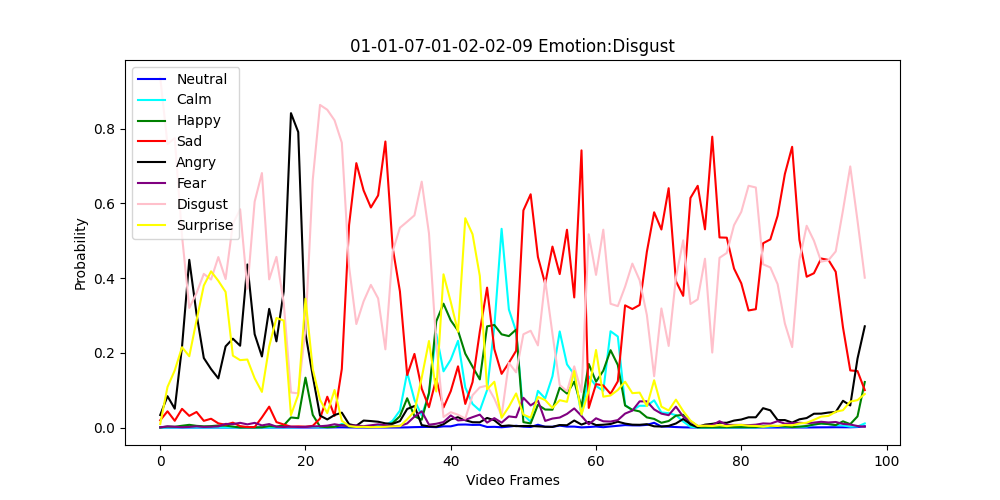 01-01-07-01-02-02-09 Emotion:Disgust
Neutral
Calm
Happy
Sad
Angry
Fear
Disgust
Surprise
Probability
0.8
0.6
0.4
0.2
0.0
0 20 40 60 80 100
Video Frames